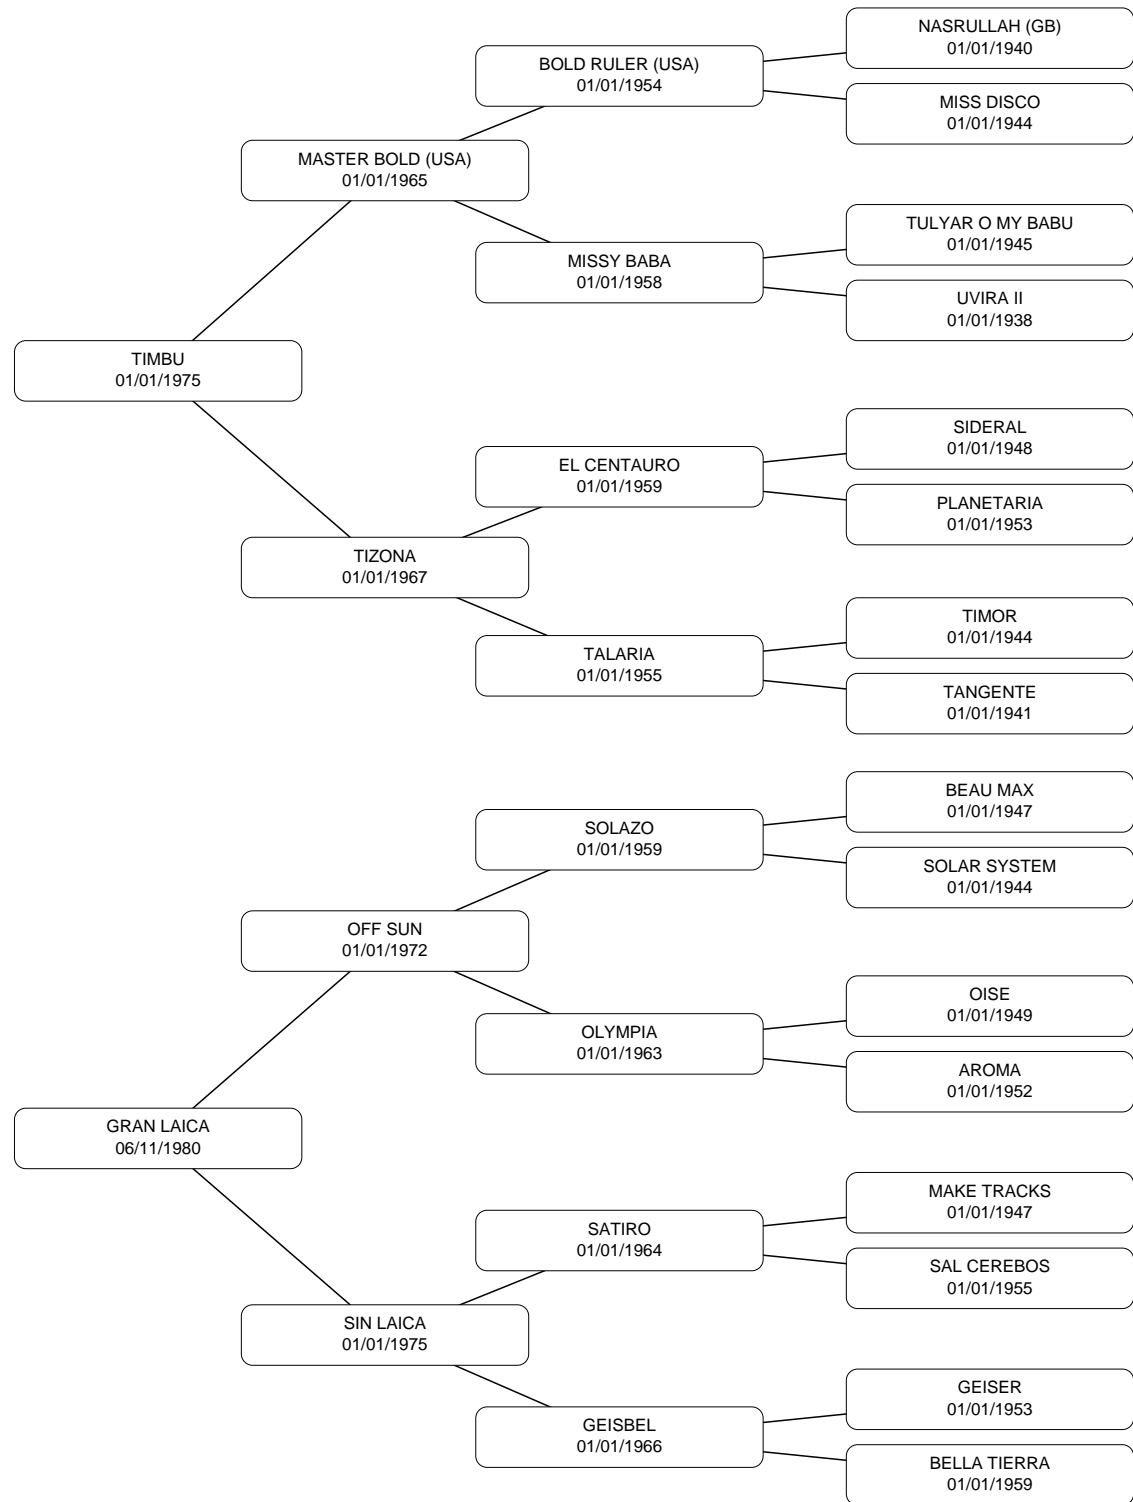 NASRULLAH (GB)
01/01/1940
BOLD RULER (USA)
01/01/1954
MISS DISCO
01/01/1944
MASTER BOLD (USA)
01/01/1965
TULYAR O MY BABU
01/01/1945
MISSY BABA
01/01/1958
UVIRA II
01/01/1938
TIMBU
01/01/1975
SIDERAL
01/01/1948
EL CENTAURO
01/01/1959
PLANETARIA
01/01/1953
TIZONA
01/01/1967
TIMOR
01/01/1944
TALARIA
01/01/1955
TANGENTE
01/01/1941
BEAU MAX
01/01/1947
SOLAZO
01/01/1959
SOLAR SYSTEM
01/01/1944
OFF SUN
01/01/1972
OISE
01/01/1949
OLYMPIA
01/01/1963
AROMA
01/01/1952
GRAN LAICA
06/11/1980
MAKE TRACKS
01/01/1947
SATIRO
01/01/1964
SAL CEREBOS
01/01/1955
SIN LAICA
01/01/1975
GEISER
01/01/1953
GEISBEL
01/01/1966
BELLA TIERRA
01/01/1959